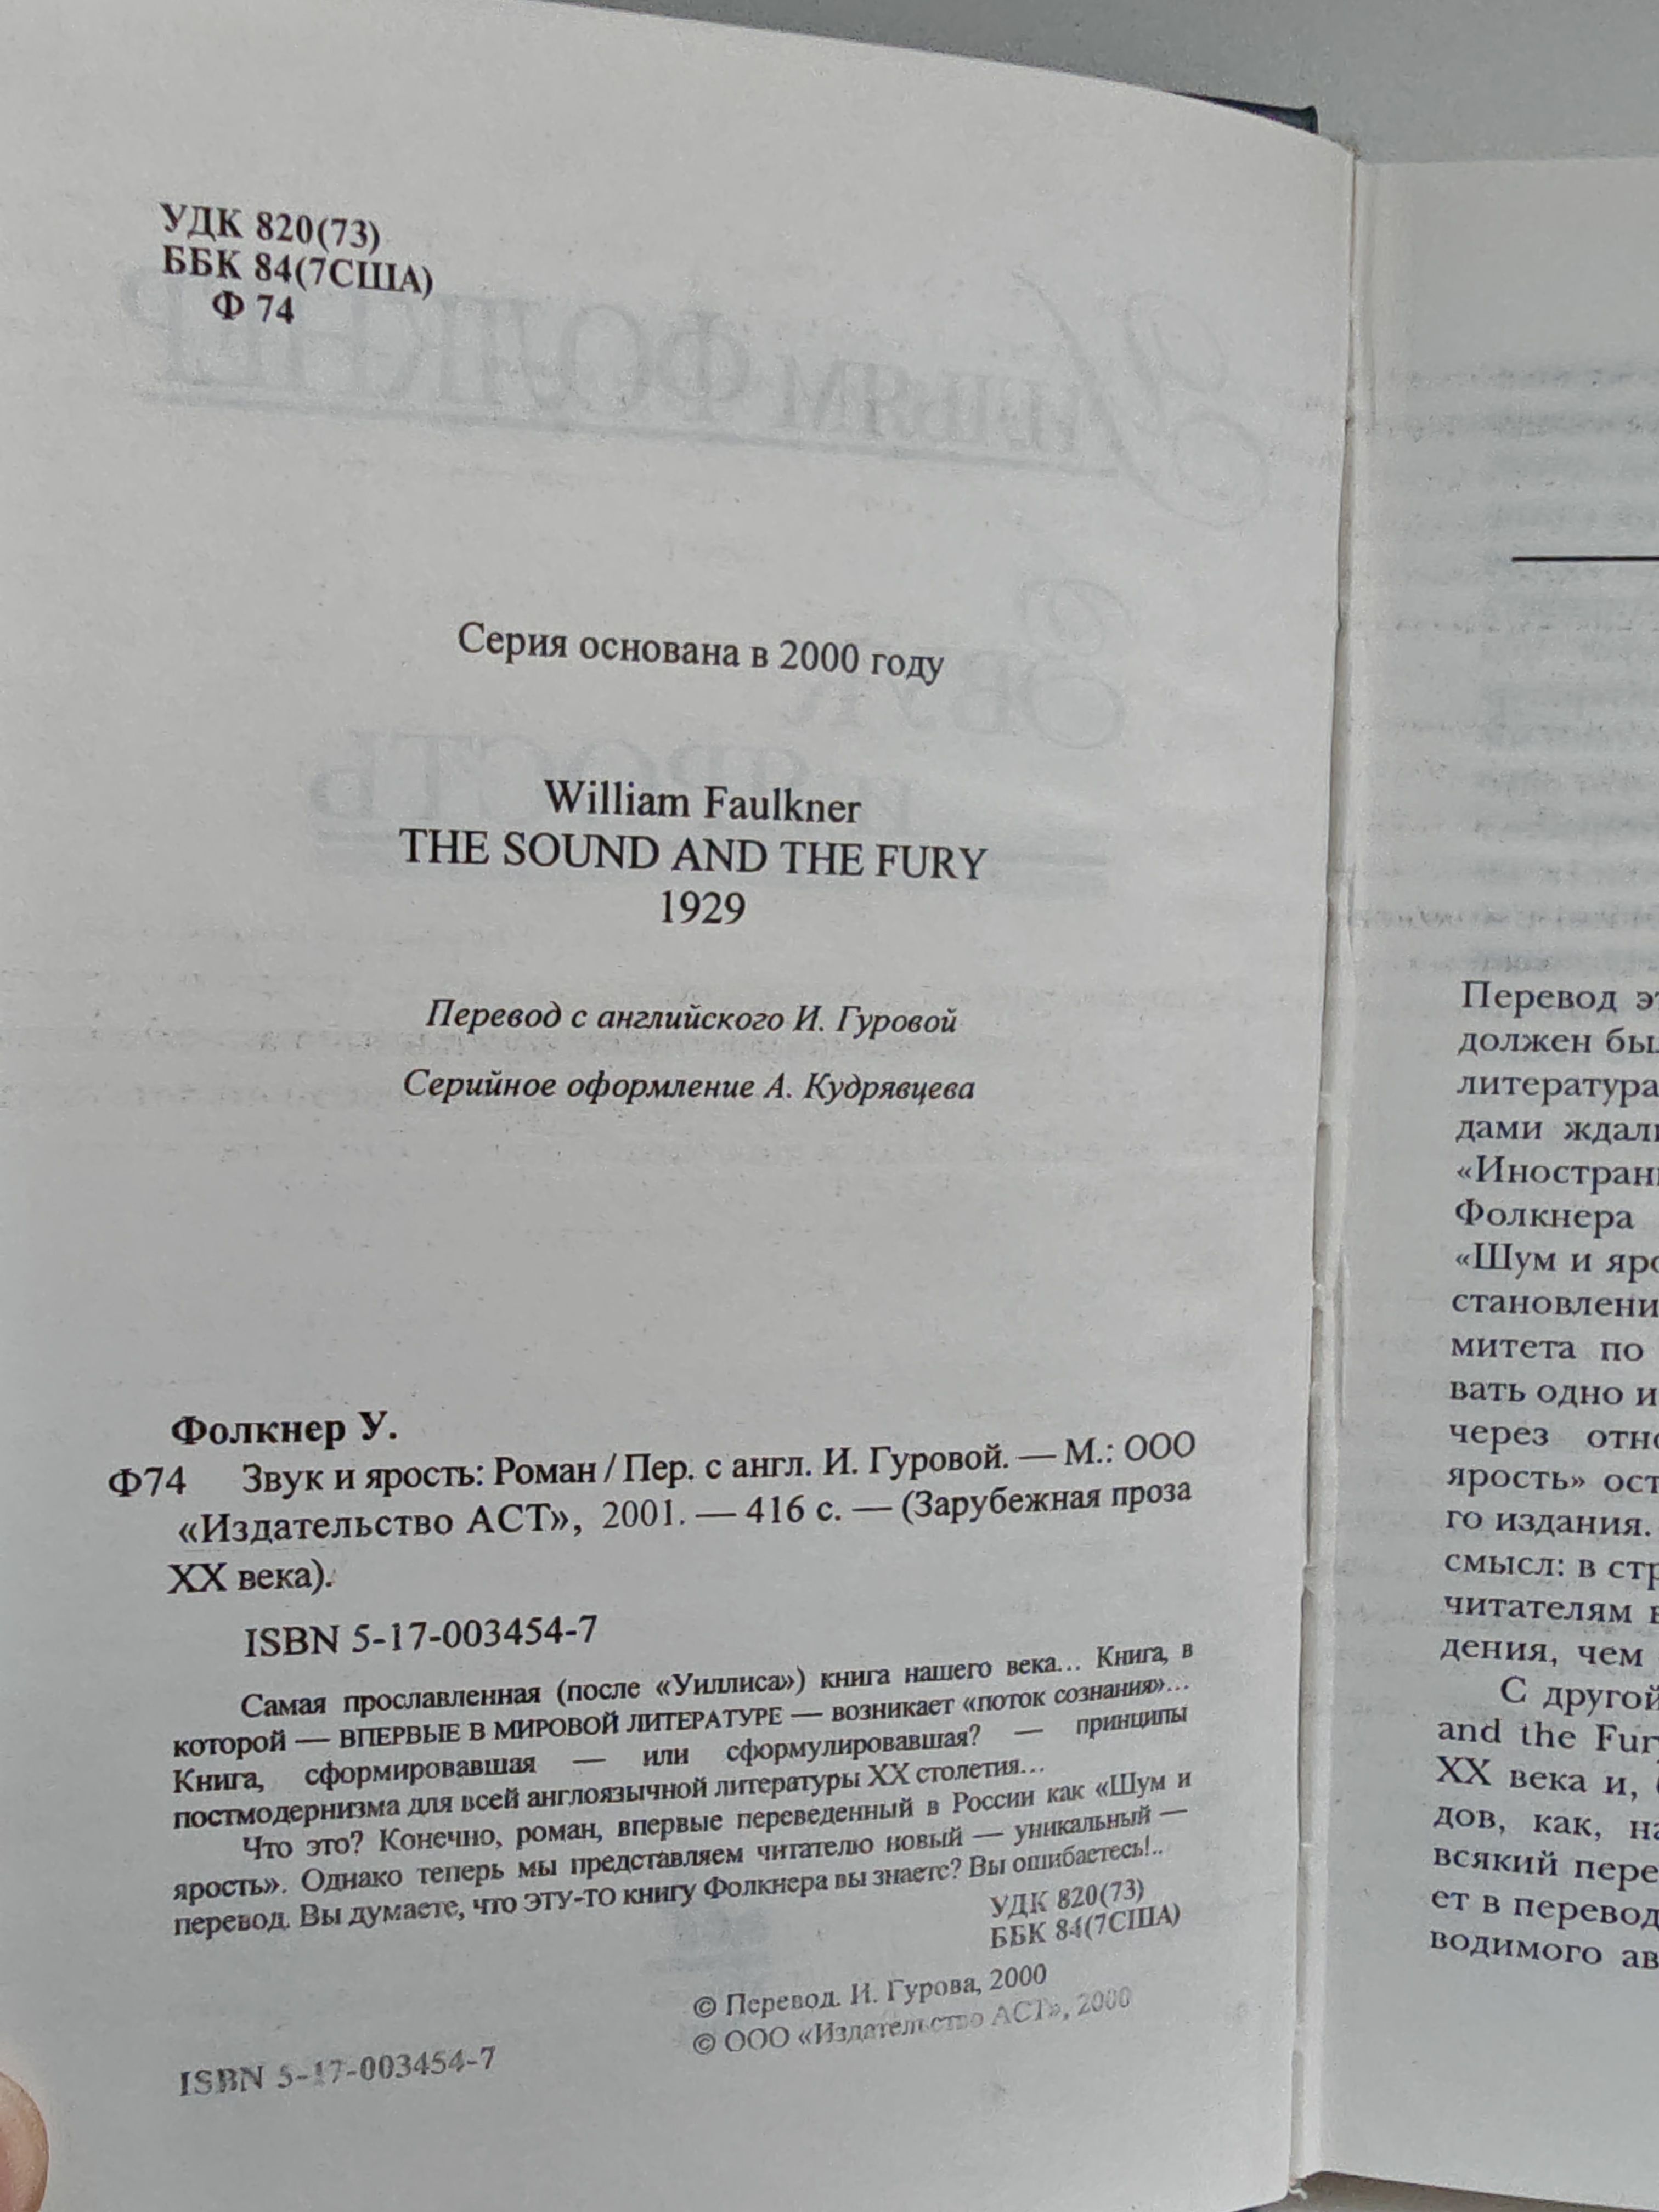 УДК 820(73)
ББК 84(7США)
Ф 74
Серия основана в 2000 году
William Faulkner
THE SOUND AND THE FURY
1929
Перевод с английского И. Гуровой
Серийное оформление А. Кудрявцева
Фолкнер У.
Ф74 Звук и ярость: Роман / Пер. с англ. И. Гуровой. — М.: ООО
«Издательство АСТ», 2001. — 416 с. — (Зарубежная проза
XX века).
ISBN 5-17-003454-7
Самая прославленная (после «Уиллиса») книга нашего века... Книга, в
которой — ВПЕРВЫЕ В МИРОВОЙ ЛИТЕРАТУРЕ — возникает «поток сознания»...
Книга, сформировавшая — или сформулировавшая? — принципы
постмодернизма для всей англоязычной литературы XX столетия...
Что это? Конечно, роман, впервые переведенный в России как «Шум и
ярость». Однако теперь мы представляем читателю новый — уникальный —
перевод. Вы думаете, что ЭТУ-ТО книгу Фолкнера вы знаете? Вы ошибаетесь!..
УДК 820(73)
ББК 84(7США)
© Перевод. И. Гурова, 2000
© ООО «Издательство АСТ», 2000
ISBN 5-17-003454-7
Перевод
должен
литература
дами
Фолкнера
«Шум и
митета по
вать одно
через
ярость»
го издания.
смысл: в
читателям
дения, чем
С другой
and the
XX века и,
дов, как,
всякий
ет в
водимого